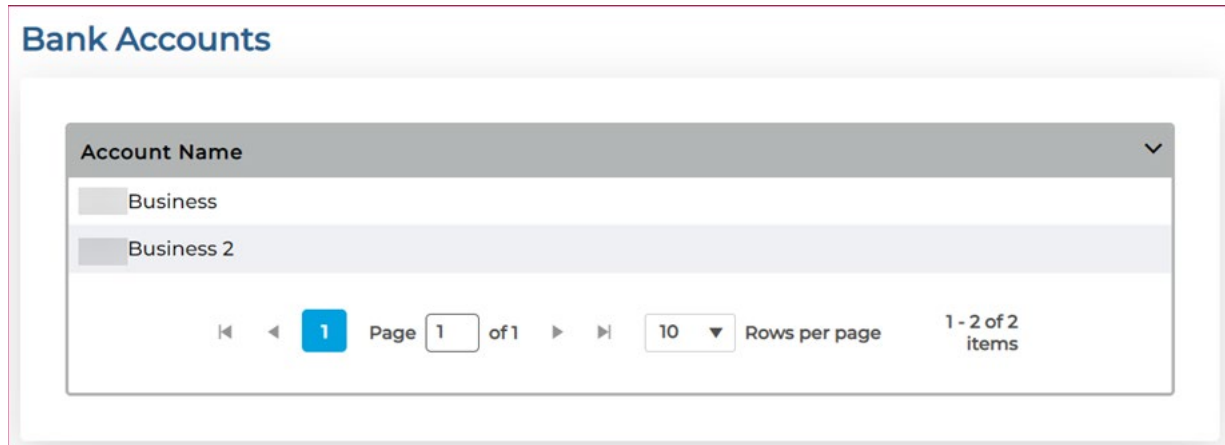 Bank Accounts
Account Name
Business
Business 2
1 Page 1 of 1 10 Rows per page 1 - 2 of 2
items